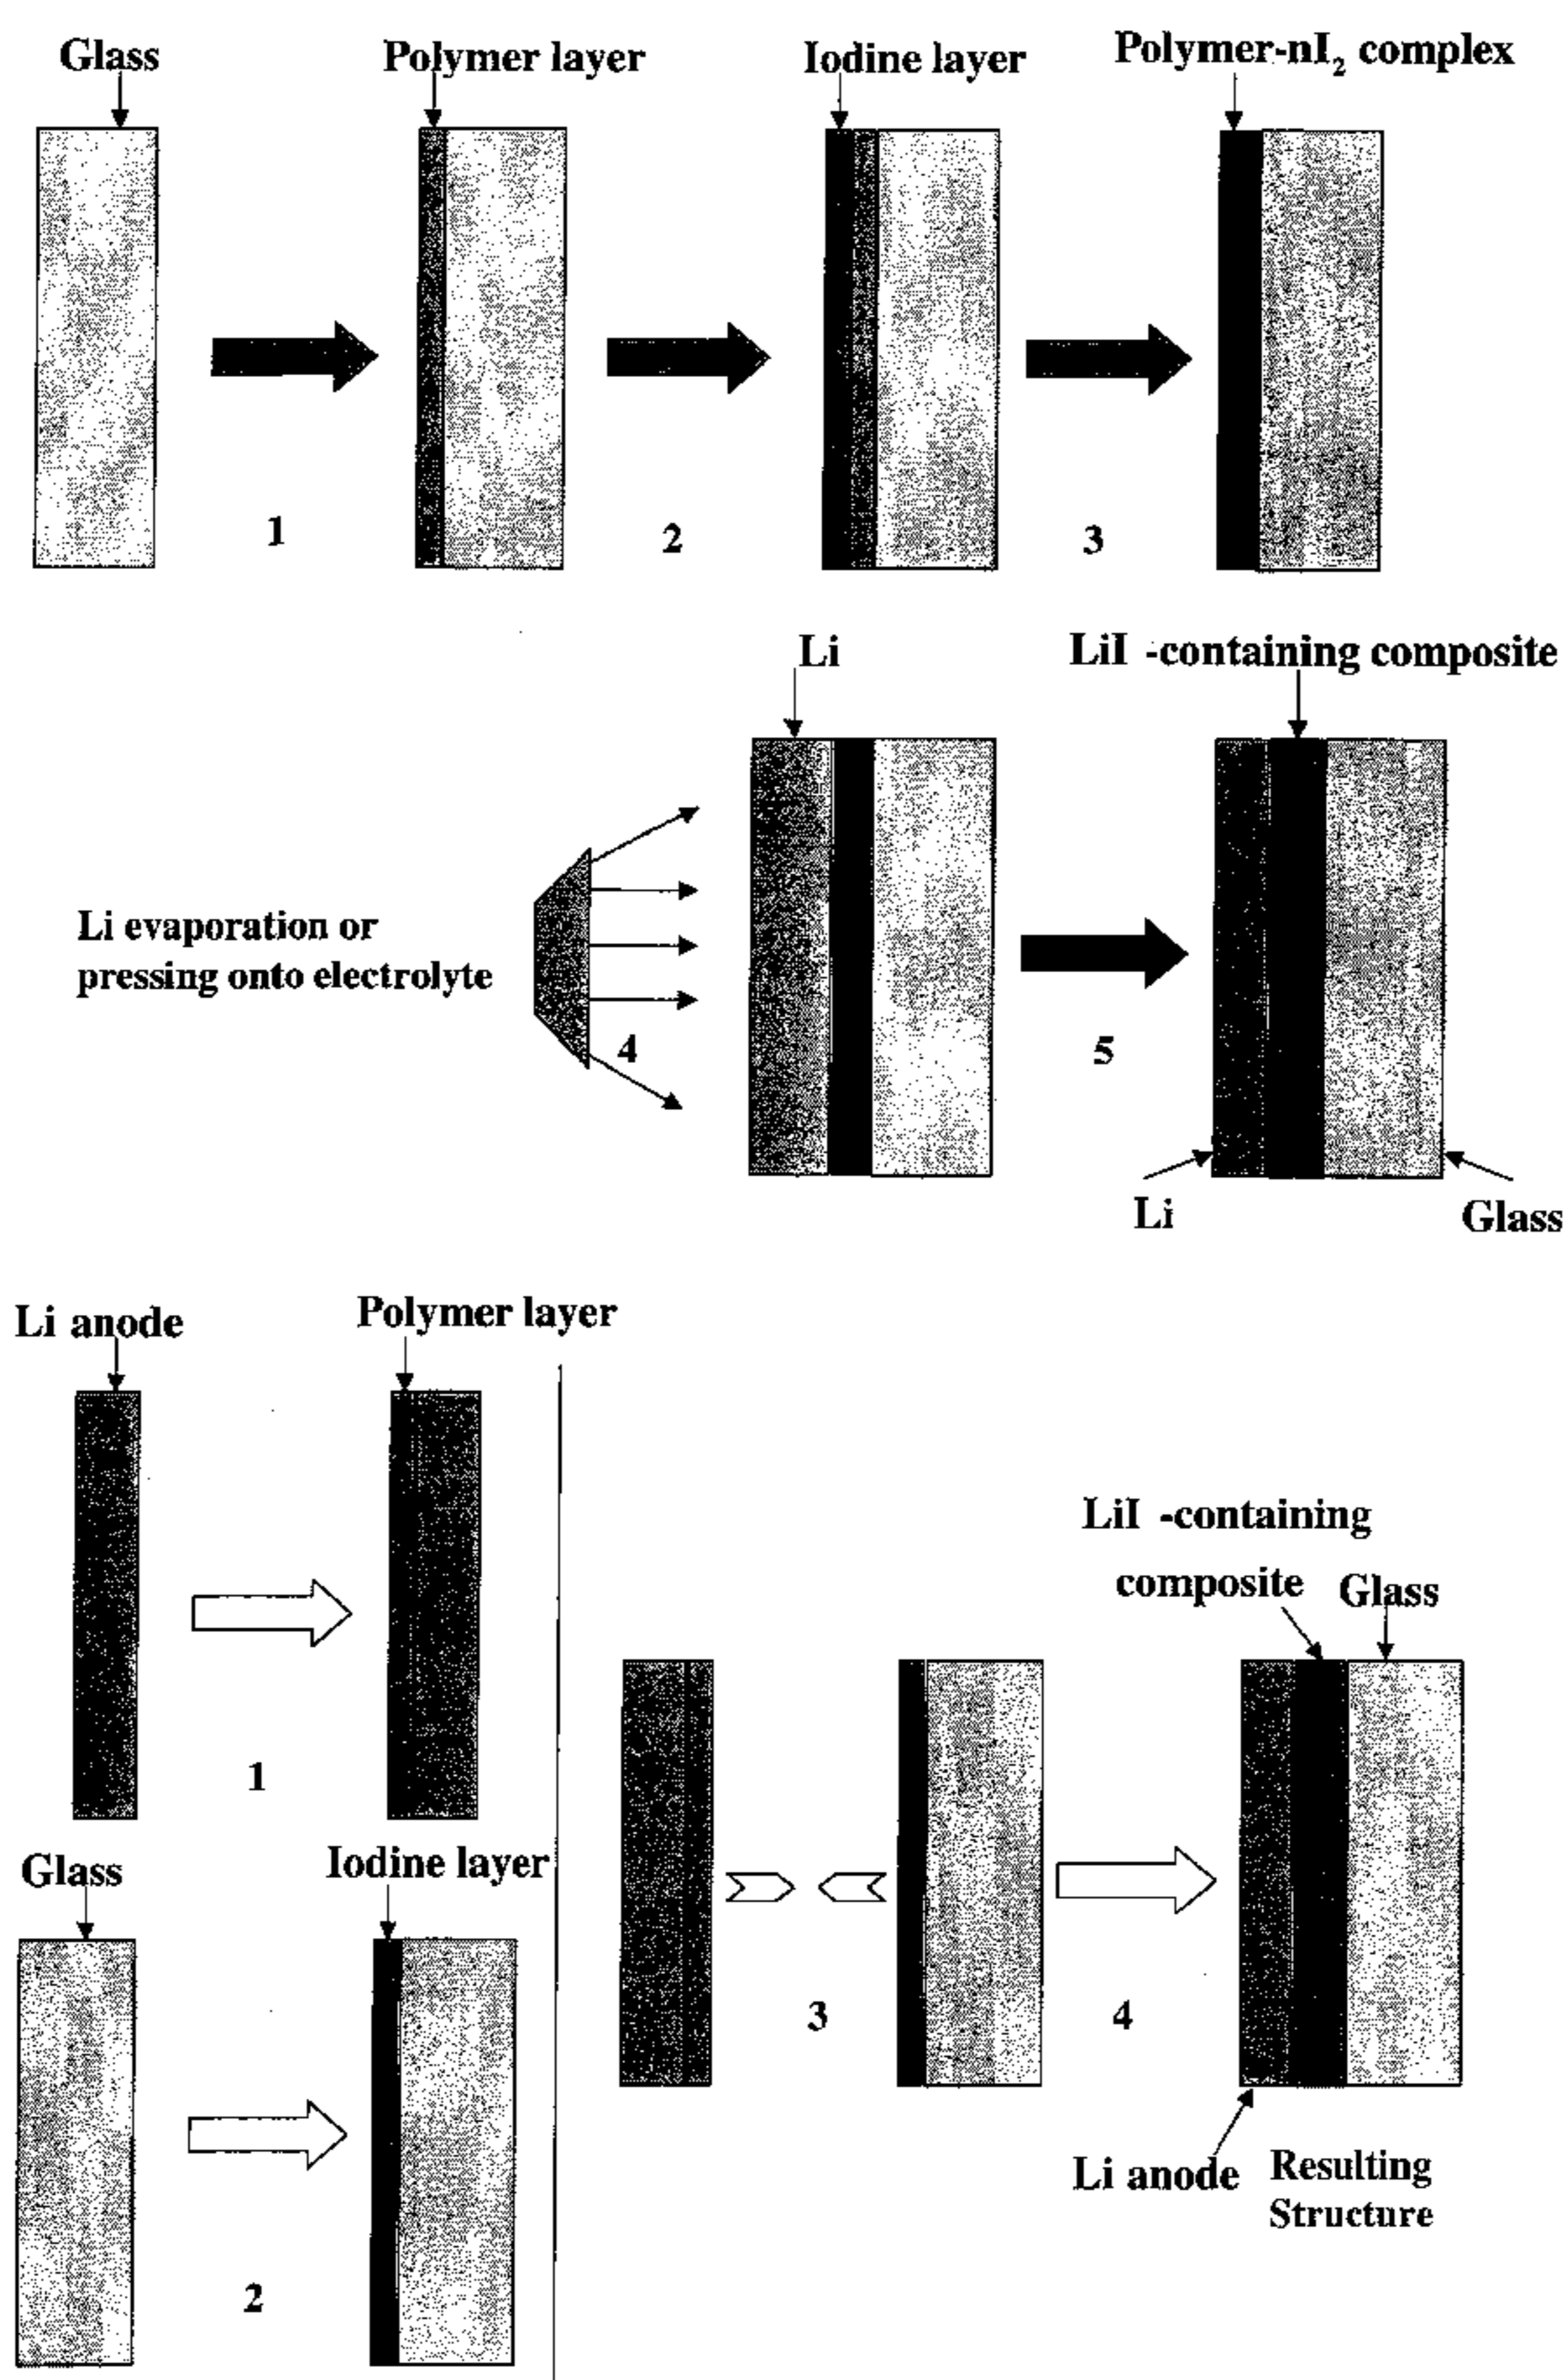 Glass
Polymer layer
Iodine layer
Polymer-nI₂ complex
1
2
3
Li
LiI -containing composite
Li evaporation or
pressing onto electrolyte
4
5
Li
Glass
Li anode
Polymer layer
1
Glass
Iodine layer
2
LiI -containing
composite
Glass
3
4
Li anode
Resulting
Structure